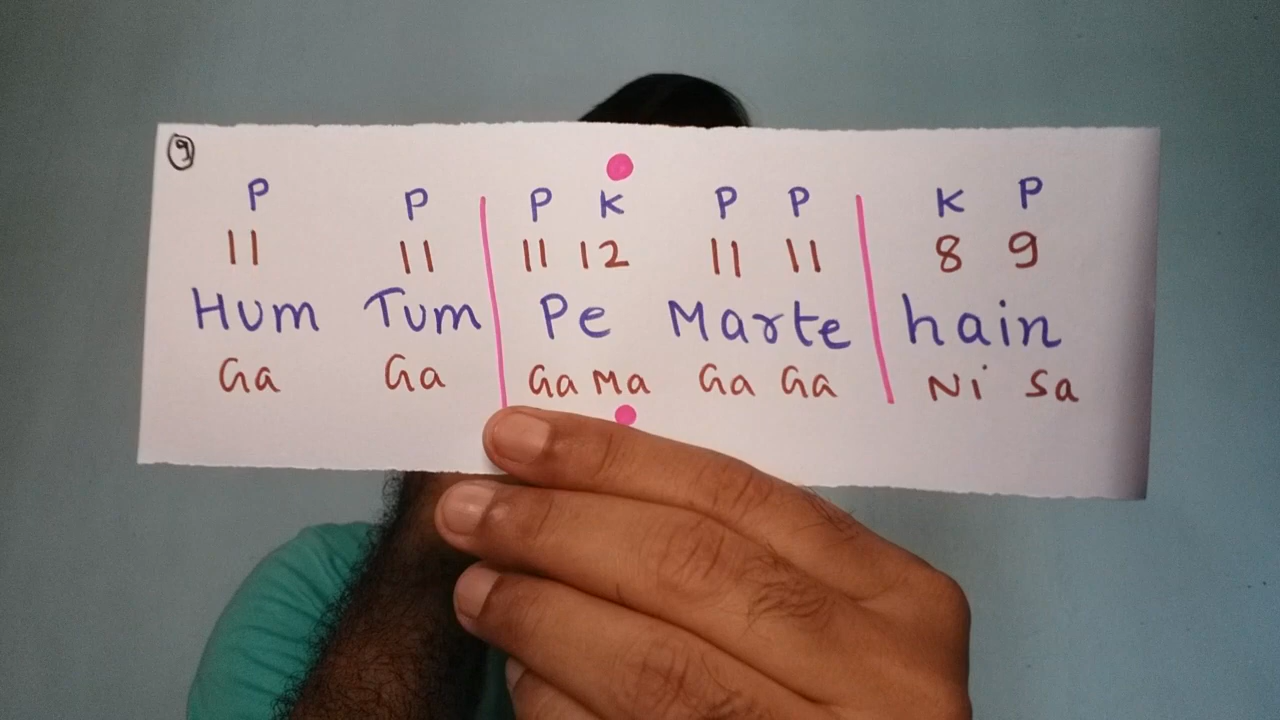 9
P P P K P P K P
11 11 11 12 11 11 8 9
Hum Tum Pe Marte hain
Ga Ga Ga Ma Ga Ga Ni Sa